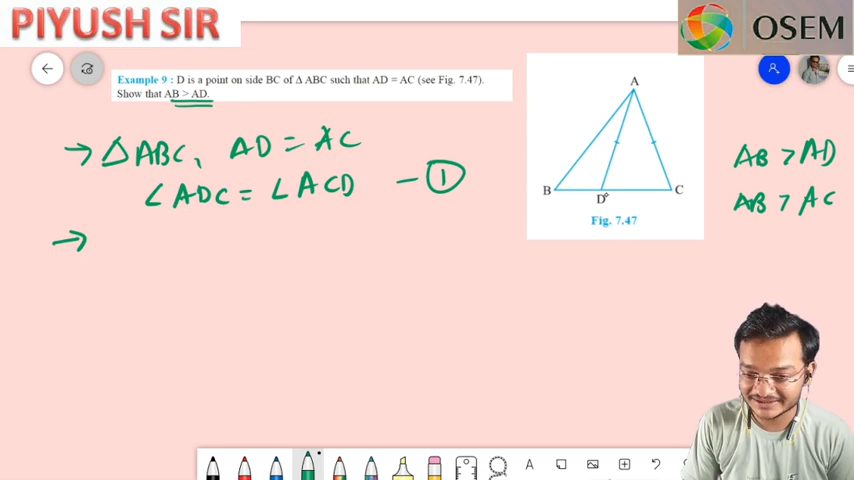 PIYUSH SIR
OSEM
Example 9 : D is a point on side BC of Δ ABC such that AD = AC (see Fig. 7.47).
Show that AB > AD.
→ Δ ABC, AD = AC
∠ADC = ∠ACD — ①
→
A
B
D
C
Fig. 7.47
AB > AD
AB > AC
A